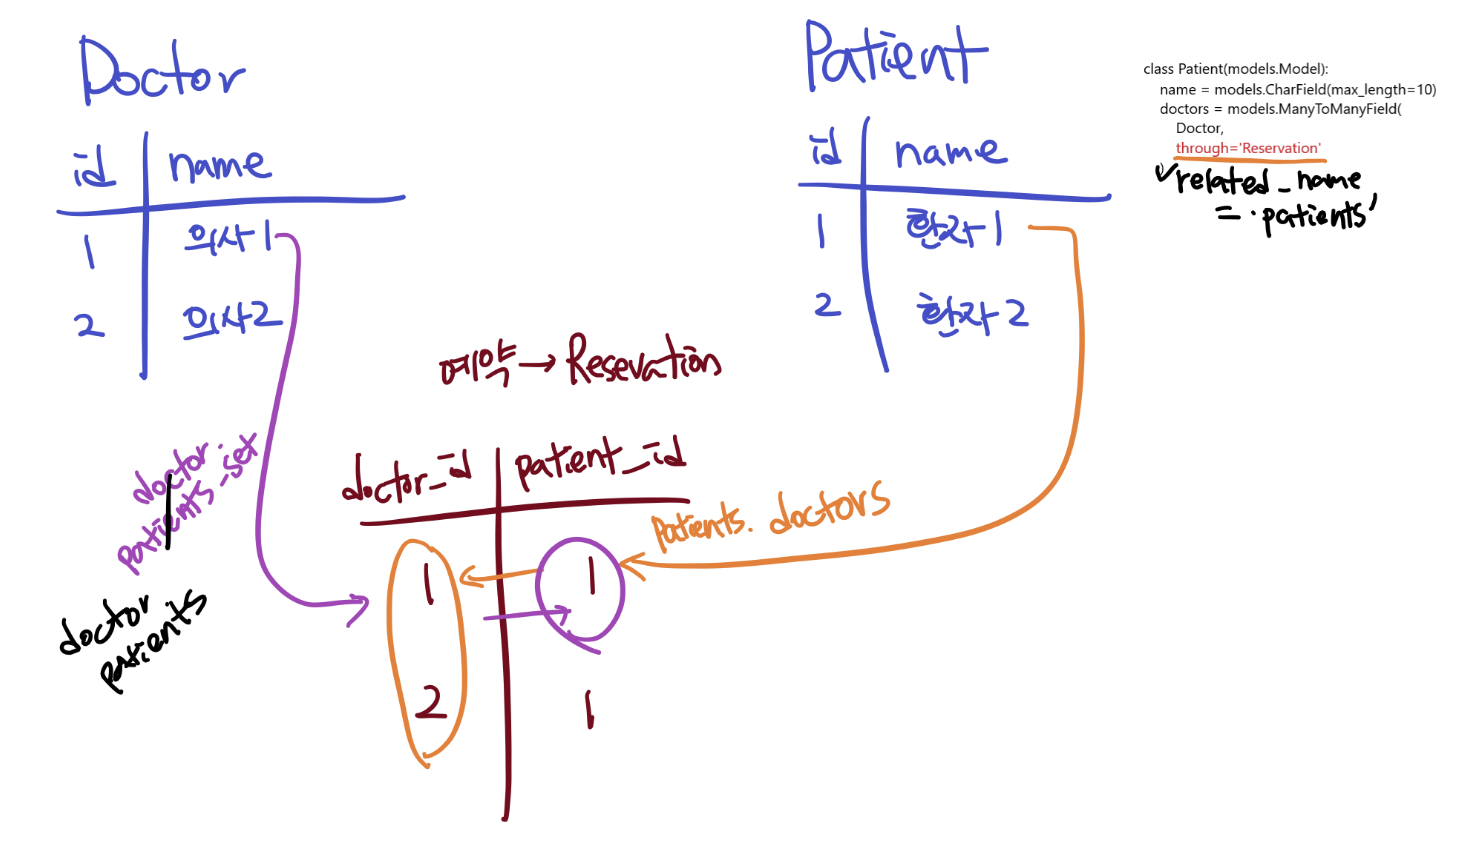 Doctor
id name
1 의사1
2 의사2
Patient
id name
1 환자1
2 환자2
class Patient(models.Model):
name = models.CharField(max_length=10)
doctors = models.ManyToManyField(
Doctor,
through='Reservation'
related_name
= 'patients'
예약 → Resevation
doctor_id patient_id
1 1
2 1
patients. doctors
doctor.
patients_set
doctor
patients